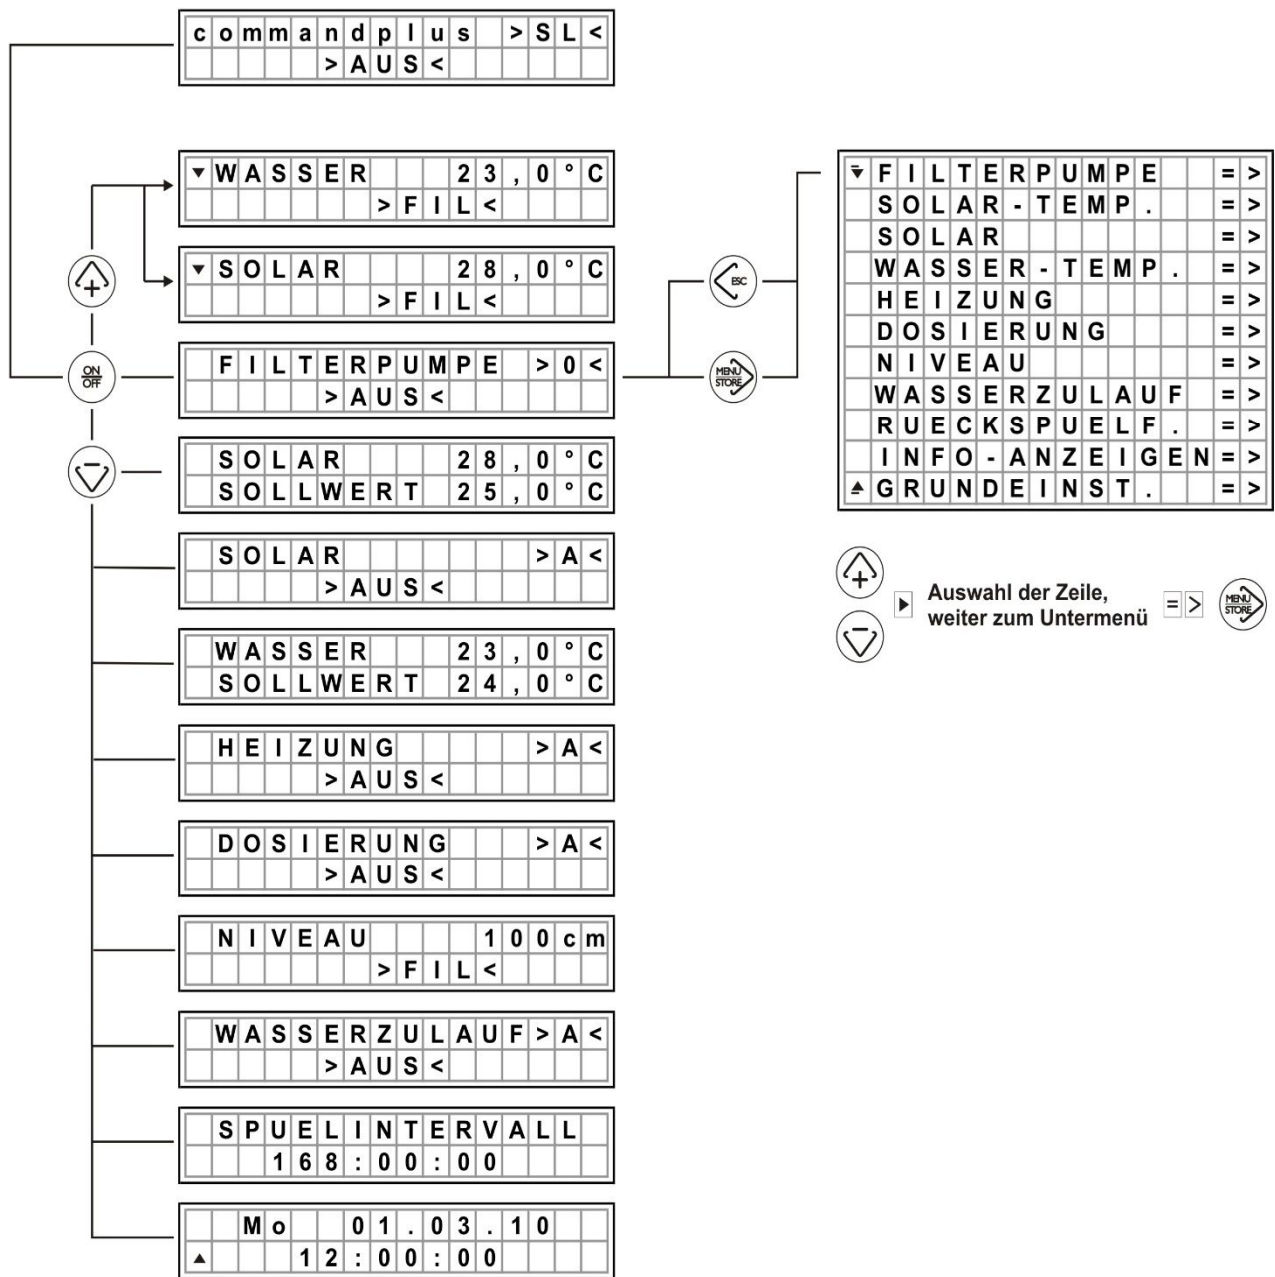 commandplus >SL<
>AUS<
▼WASSER 23,0°C
>FIL<
▼SOLAR 28,0°C
>FIL<
FILTERPUMPE >0<
>AUS<
SOLAR 28,0°C
SOLLWERT 25,0°C
SOLAR >A<
>AUS<
WASSER 23,0°C
SOLLWERT 24,0°C
HEIZUNG >A<
>AUS<
DOSIERUNG >A<
>AUS<
NIVEAU 100cm
>FIL<
WASSERZULAUF>A<
>AUS<
SPUELINTERVALL
168:00:00
Mo 01.03.10
▲ 12:00:00
+
ON
OFF
-
ESC
MENU
STORE
FILTERPUMPE =>
SOLAR-TEMP. =>
SOLAR =>
WASSER-TEMP. =>
HEIZUNG =>
DOSIERUNG =>
NIVEAU =>
WASSERZULAUF =>
RUECKSPUELF. =>
INFO-ANZEIGEN=>
GRUNDEINST. =>
+
-
▶ Auswahl der Zeile,
weiter zum Untermenü
=>
MENU
STORE